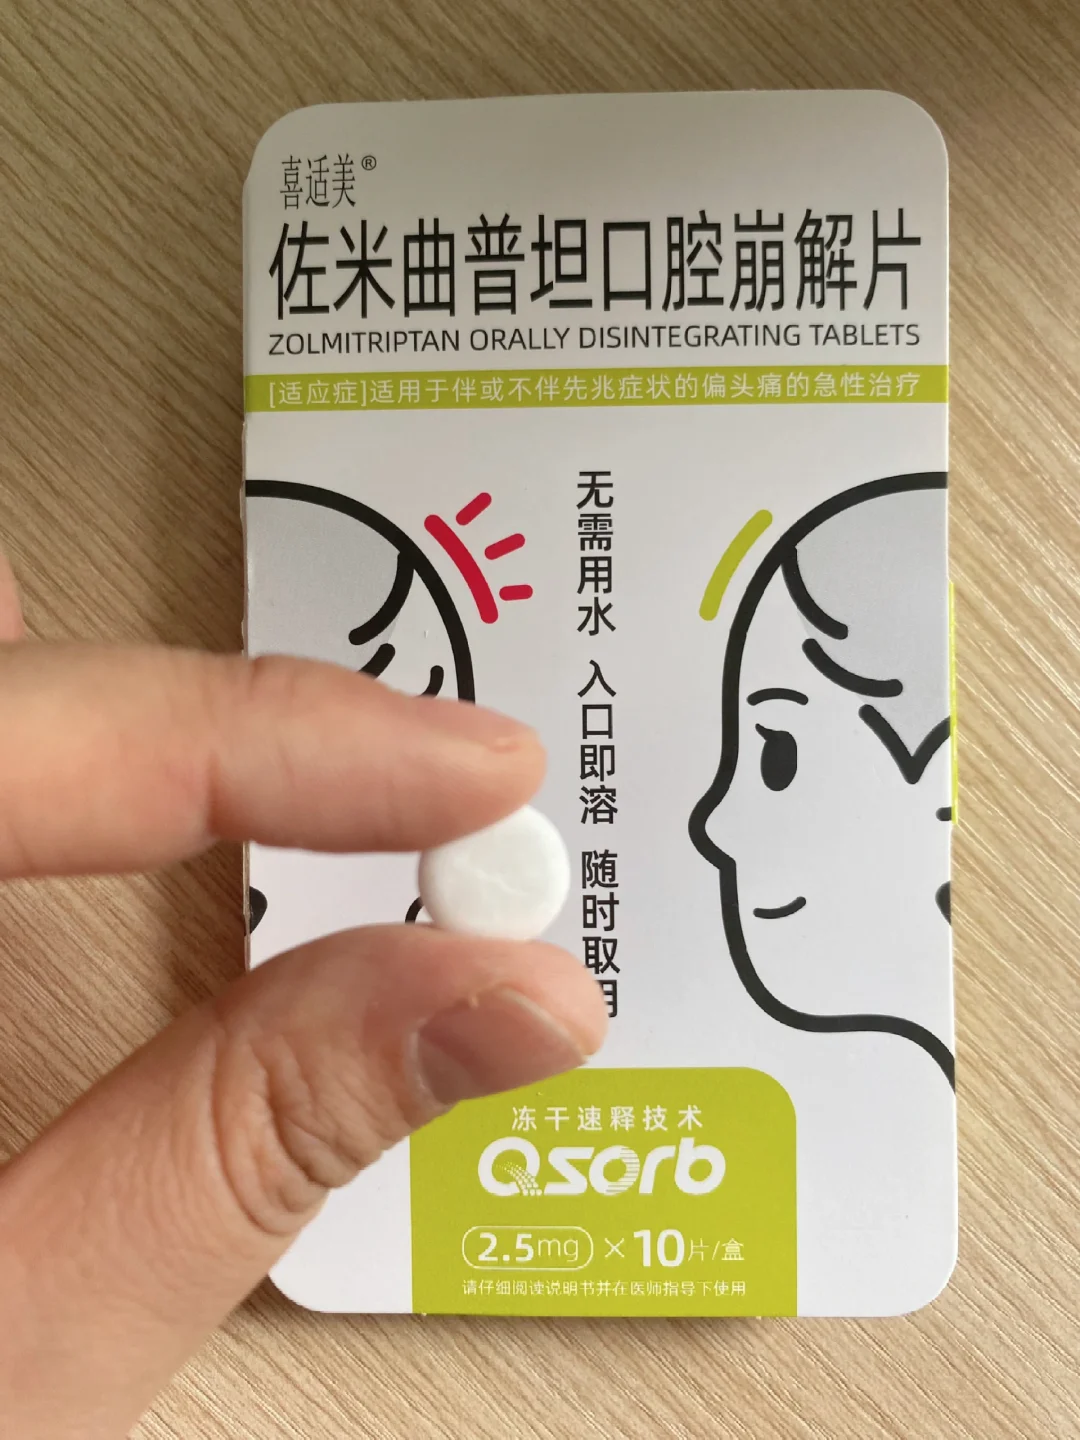 喜适美®
佐米曲普坦口腔崩解片
ZOLMITRIPTAN ORALLY DISINTEGRATING TABLETS
[适应症]适用于伴或不伴先兆症状的偏头痛的急性治疗
无需用水 入口即溶 随时取用
冻干速释技术
Qsorb
2.5mg × 10片/盒
请仔细阅读说明书并在医师指导下使用